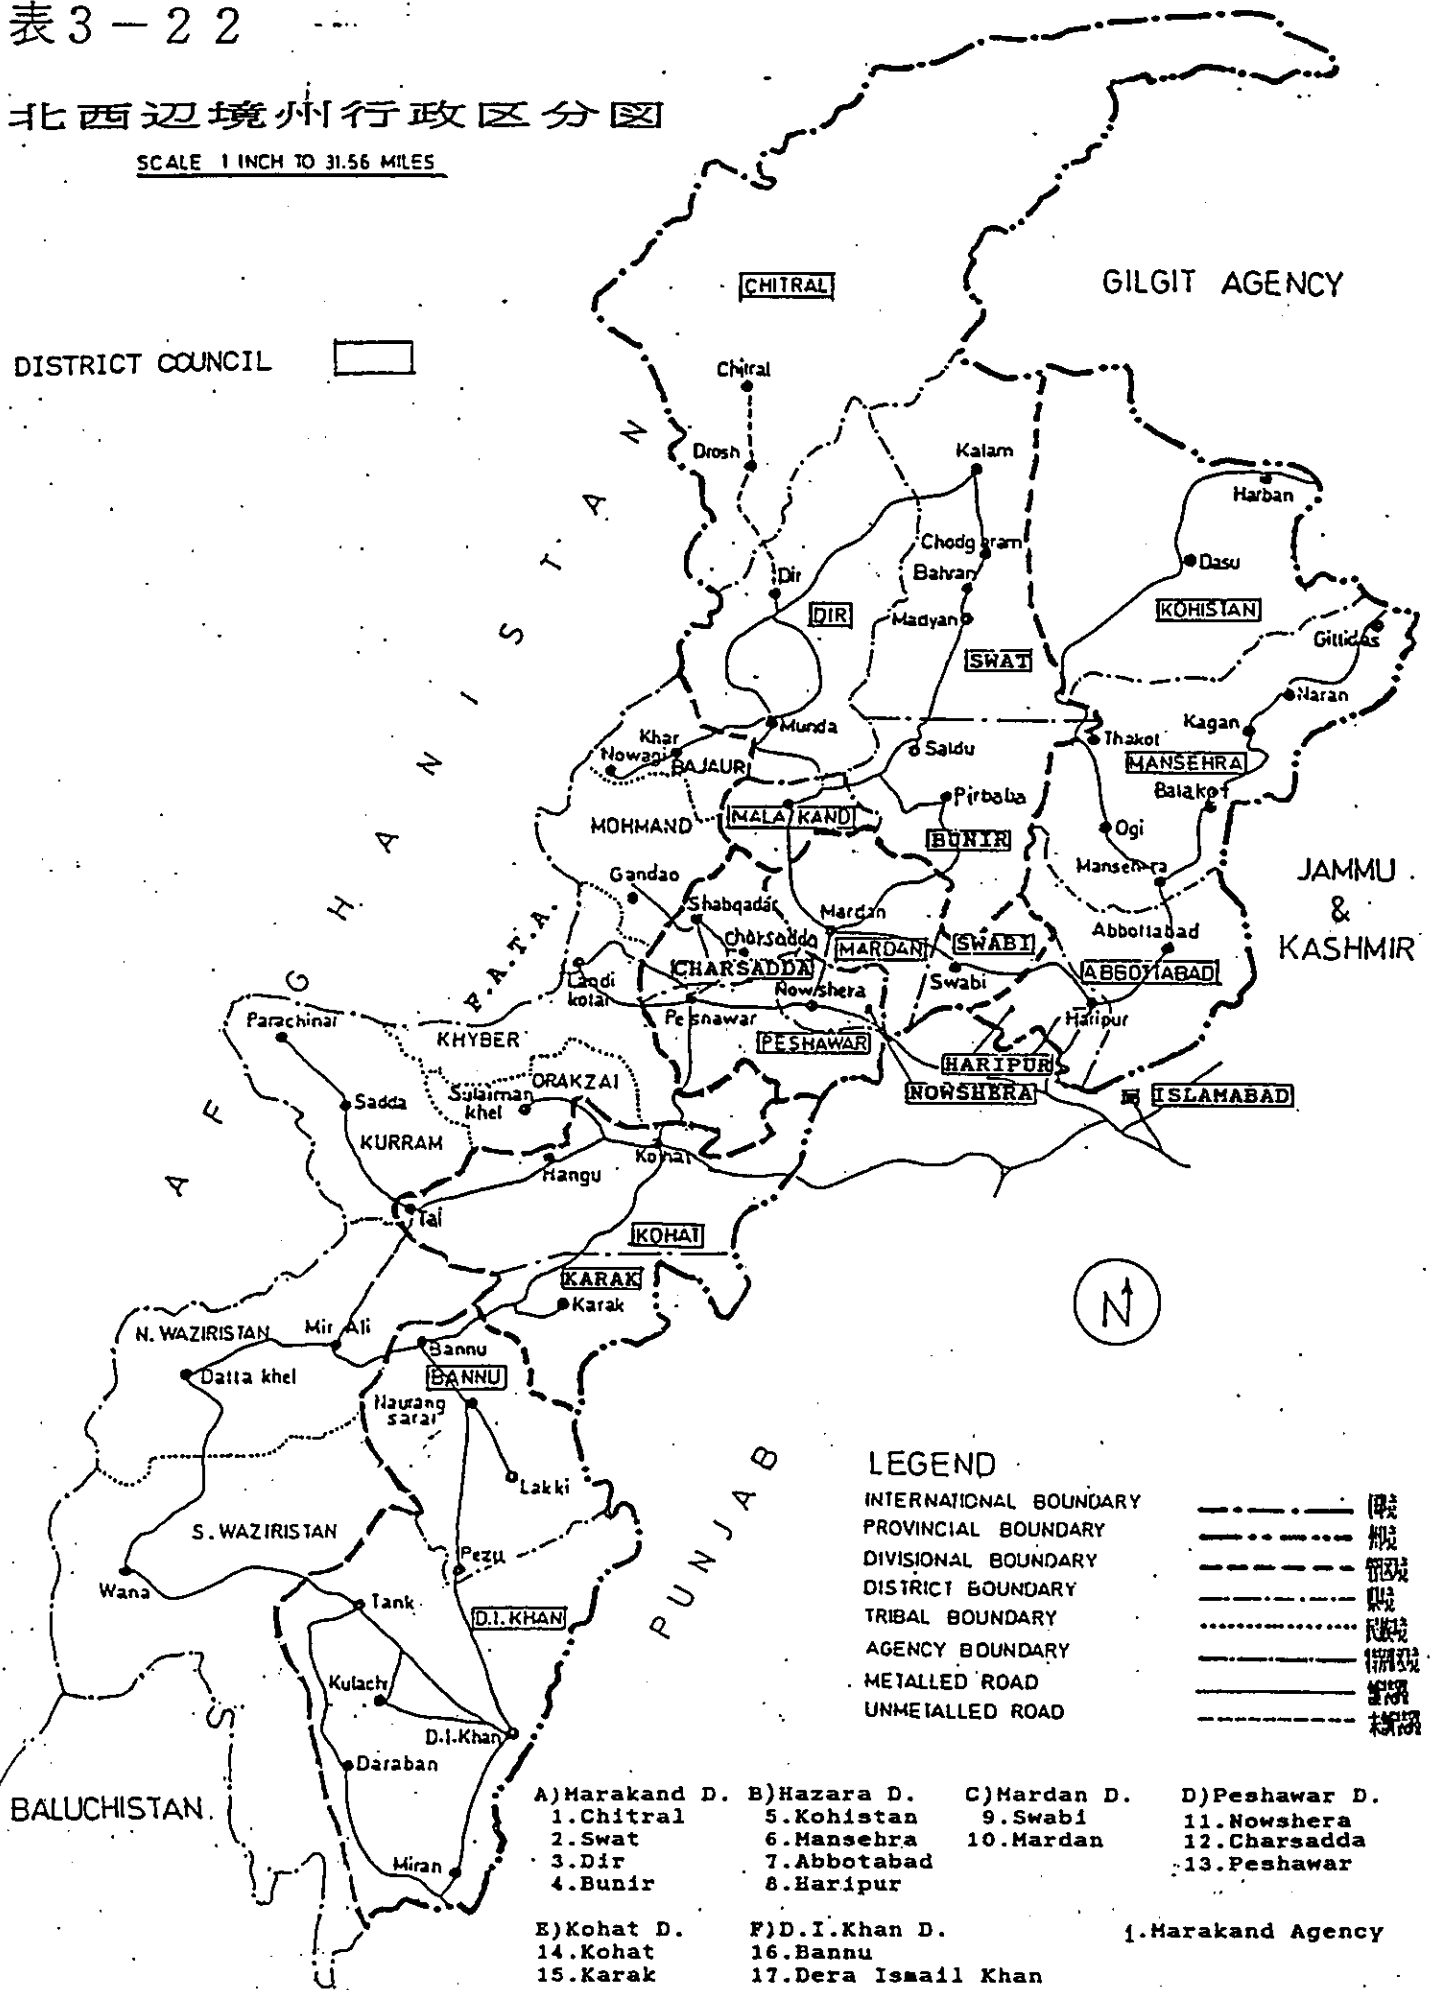 表3－22
北西辺境州行政区分図
SCALE 1 INCH TO 31.56 MILES
DISTRICT COUNCIL
CHITRAL
GILGIT AGENCY
Chitral
Drosh
Kalam
Harban
Chodgram
Dasu
Bahran
Dir
KOHISTAN
DIR
Madyan
Gittidas
SWAT
Naran
Kagan
Munda
Thakot
Khar
Saidu
Nowagi
BAJAUR
MANSEHRA
Balakot
Pirbaba
MALAKAND
MOHMAND
Ogi
BUNIR
Mansehra
JAMMU
&
KASHMIR
Gandao
Shabqadar
Mardan
Charsadda
MARDAN
SWABI
Abbottabad
F.A.T.A.
CHARSADDA
ABBOTTABAD
Landi
kotal
Nowshera
Swabi
Parachinar
Peshawar
Haripur
KHYBER
PESHAWAR
HARIPUR
ORAKZAI
NOWSHERA
ISLAMABAD
Sadda
Sulaiman
khel
KURRAM
Kohat
Hangu
AFGHANISTAN
Tal
KOHAT
KARAK
Karak
N
N. WAZIRISTAN
Mir Ali
Bannu
Datta khel
BANNU
Naurang
sarai
Lakki
PUNJAB
S. WAZIRISTAN
Pezu
Wana
Tank
D.I. KHAN
Kulachi
D.I.Khan
Daraban
BALUCHISTAN
Miran
LEGEND
INTERNATIONAL BOUNDARY
PROVINCIAL BOUNDARY
DIVISIONAL BOUNDARY
DISTRICT BOUNDARY
TRIBAL BOUNDARY
AGENCY BOUNDARY
METALLED ROAD
UNMETALLED ROAD
A)Marakand D. B)Hazara D. C)Mardan D. D)Peshawar D.
1.Chitral 5.Kohistan 9.Swabi 11.Nowshera
2.Swat 6.Mansehra 10.Mardan 12.Charsadda
3.Dir 7.Abbotabad 13.Peshawar
4.Bunir 8.Haripur
E)Kohat D. F)D.I.Khan D. 1.Marakand Agency
14.Kohat 16.Bannu
15.Karak 17.Dera Ismail Khan